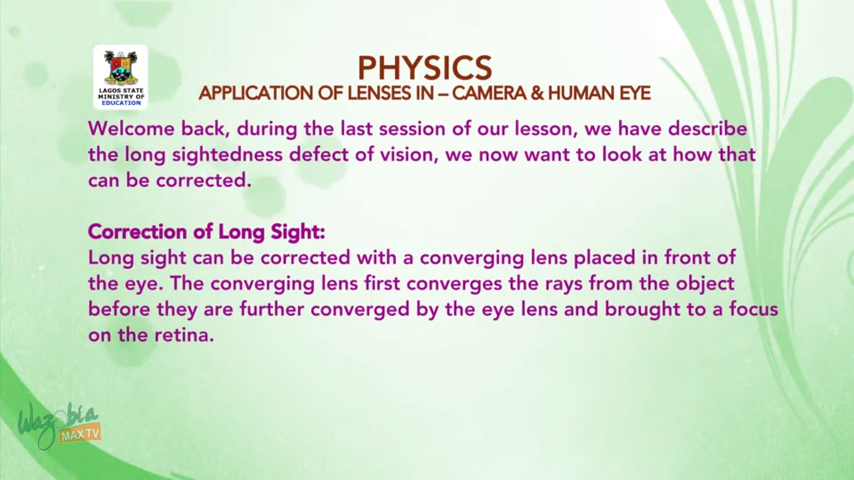 LAGOS STATE
MINISTRY OF
EDUCATION
PHYSICS
APPLICATION OF LENSES IN – CAMERA & HUMAN EYE
Welcome back, during the last session of our lesson, we have describe
the long sightedness defect of vision, we now want to look at how that
can be corrected.
Correction of Long Sight:
Long sight can be corrected with a converging lens placed in front of
the eye. The converging lens first converges the rays from the object
before they are further converged by the eye lens and brought to a focus
on the retina.
Wazobia
MAX TV